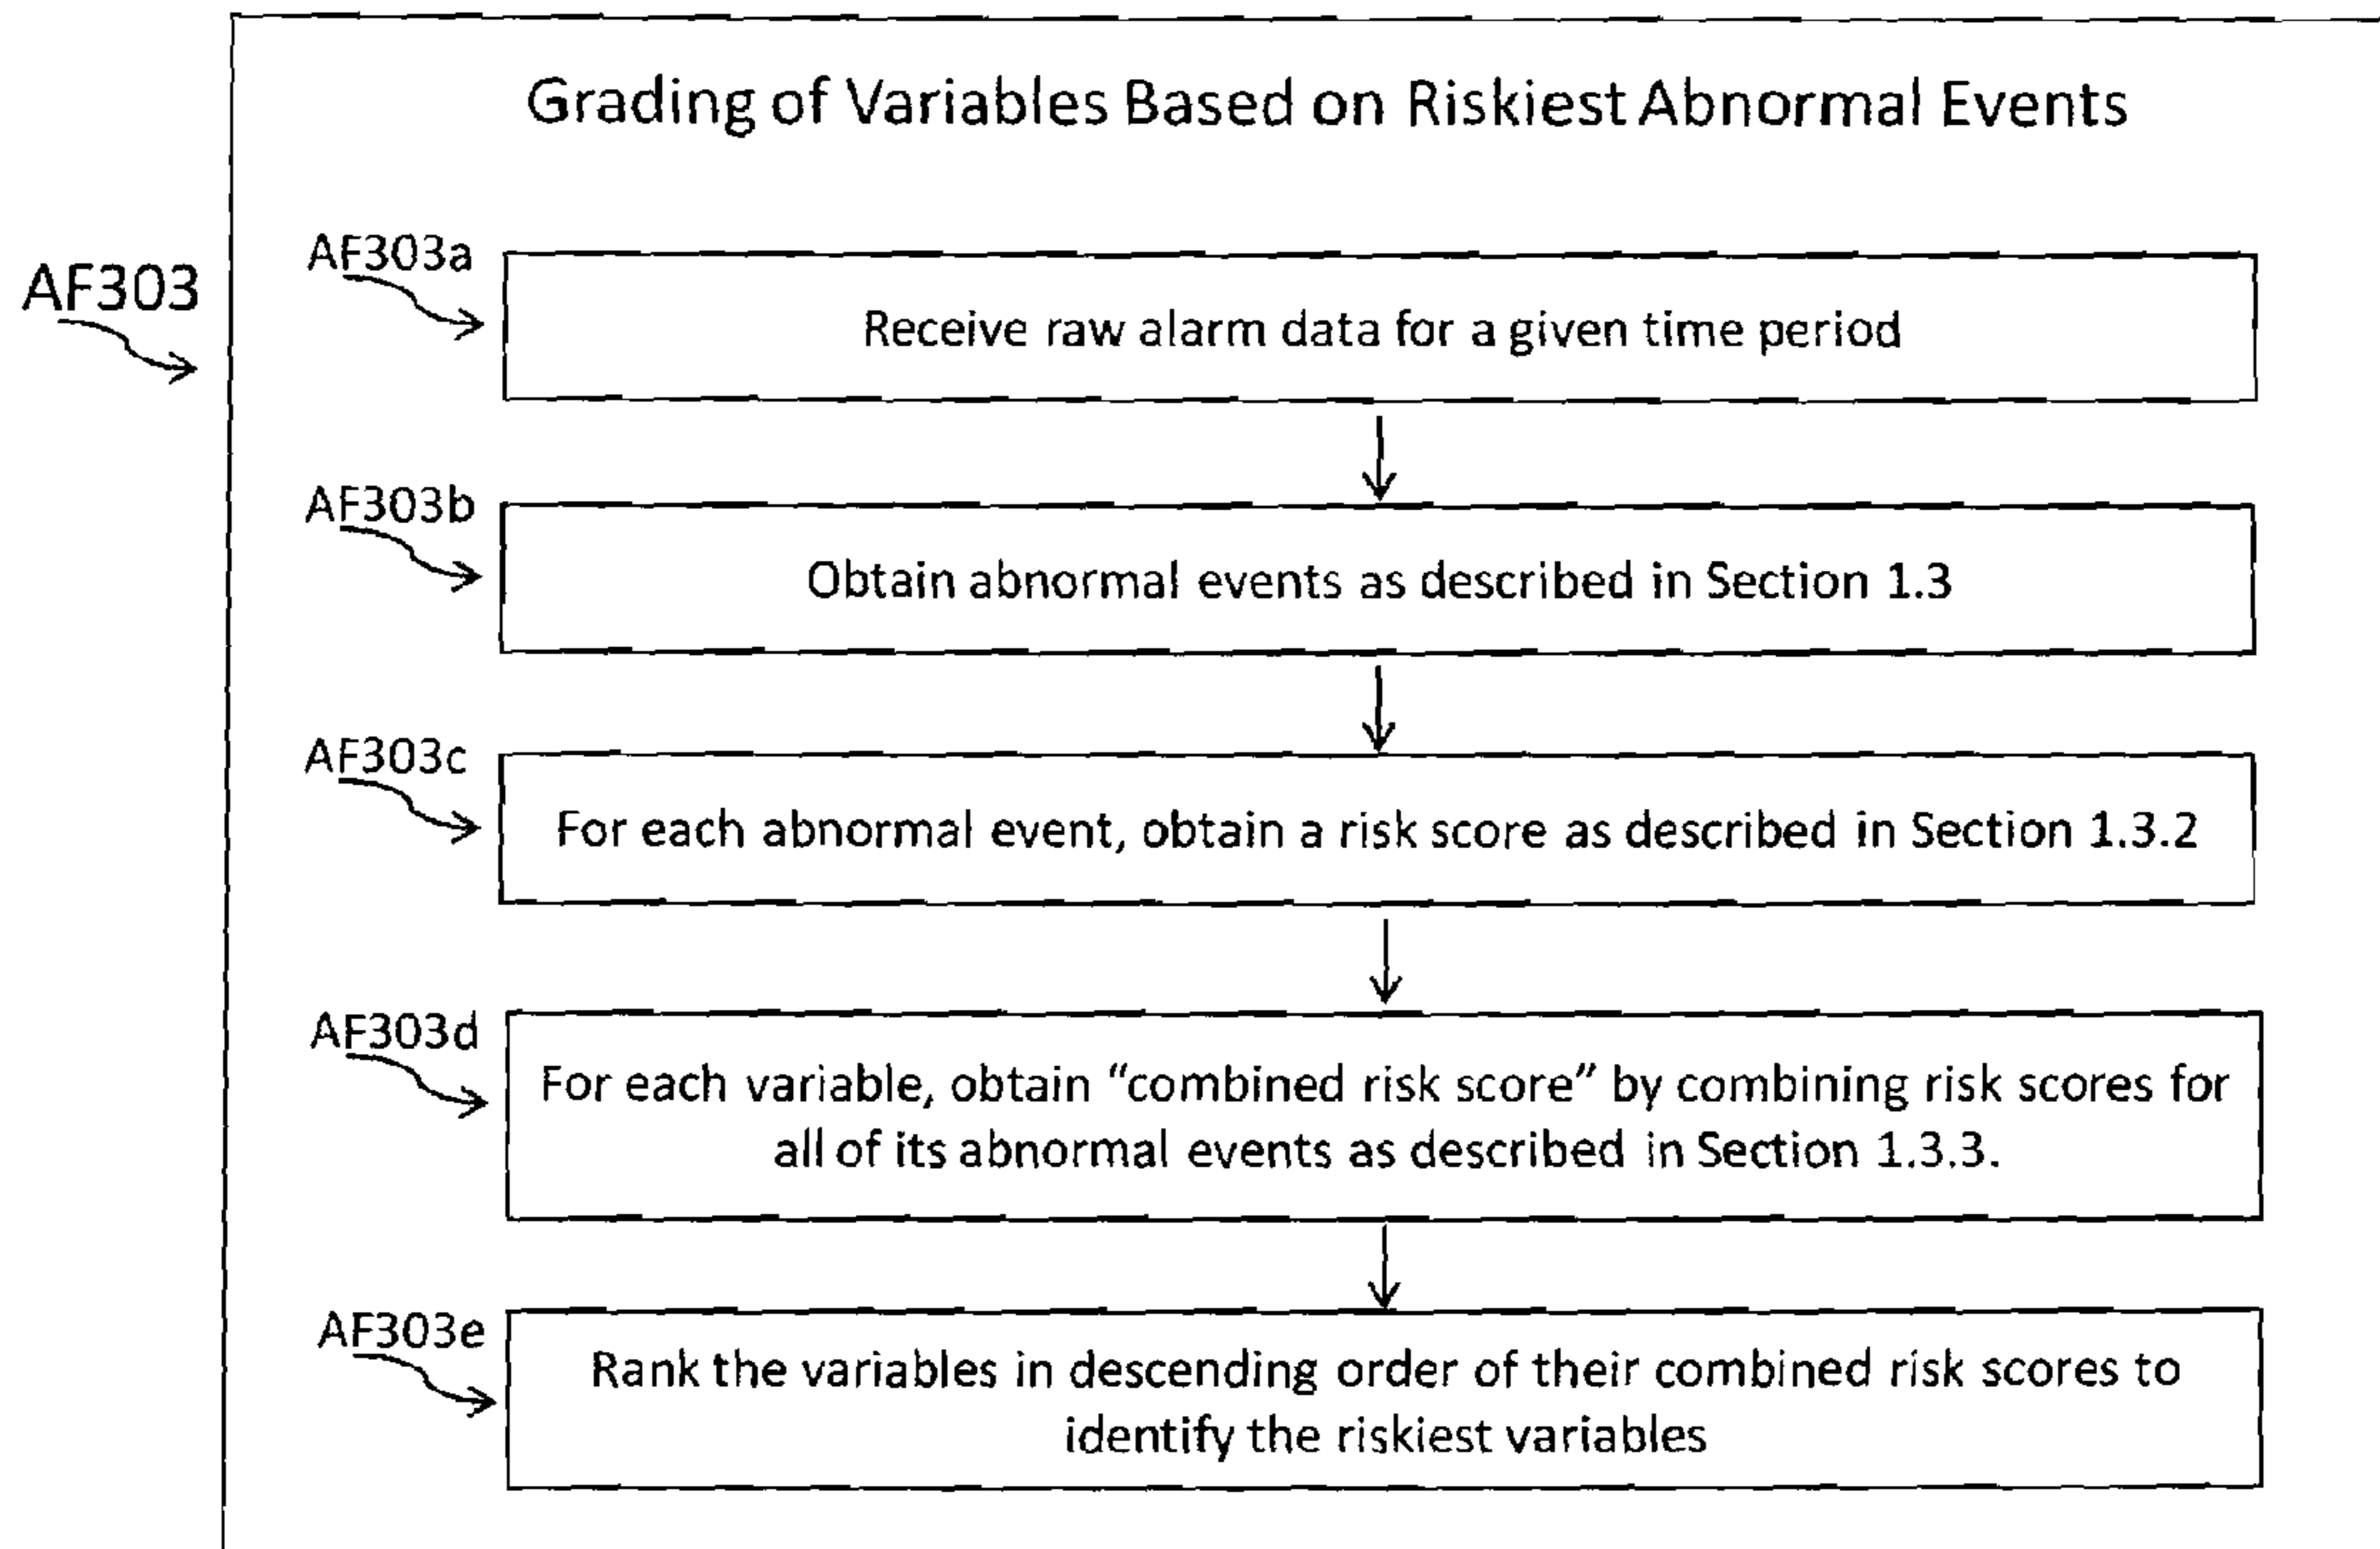 Grading of Variables Based on Riskiest Abnormal Events
AF303
AF303a
Receive raw alarm data for a given time period
AF303b
Obtain abnormal events as described in Section 1.3
AF303c
For each abnormal event, obtain a risk score as described in Section 1.3.2
AF303d
For each variable, obtain “combined risk score” by combining risk scores for
all of its abnormal events as described in Section 1.3.3.
AF303e
Rank the variables in descending order of their combined risk scores to
identify the riskiest variables